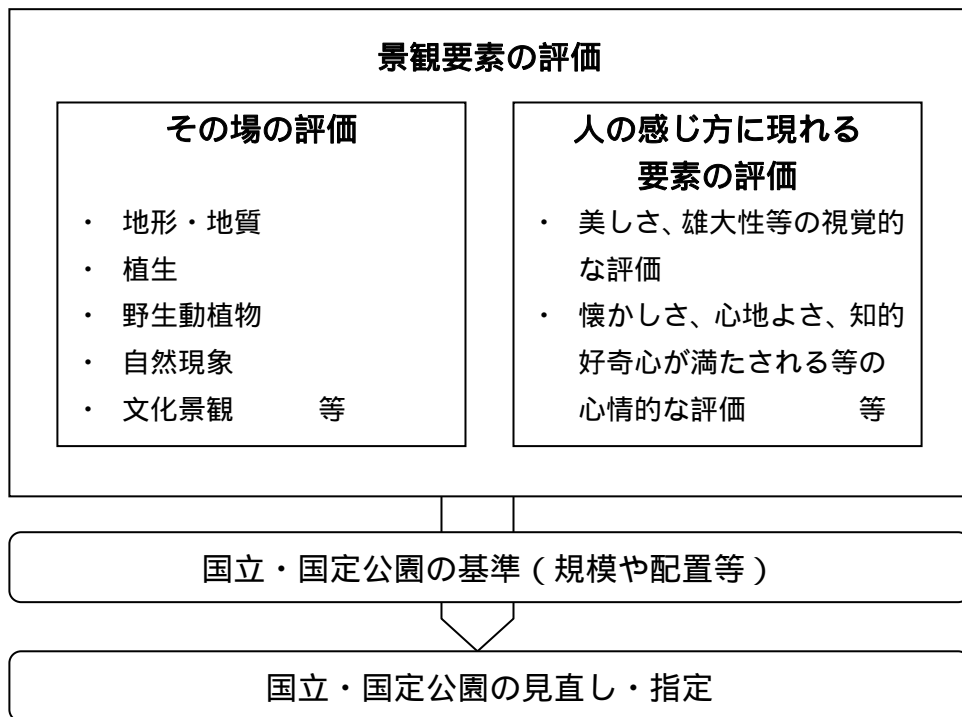 景観要素の評価
その場の評価
・ 地形・地質
・ 植生
・ 野生動植物
・ 自然現象
・ 文化景観 等
人の感じ方に現れる
要素の評価
・ 美しさ、雄大性等の視覚的
な評価
・ 懐かしさ、心地よさ、知的
好奇心が満たされる等の
心情的な評価 等
国立・国定公園の基準(規模や配置等)
国立・国定公園の見直し・指定